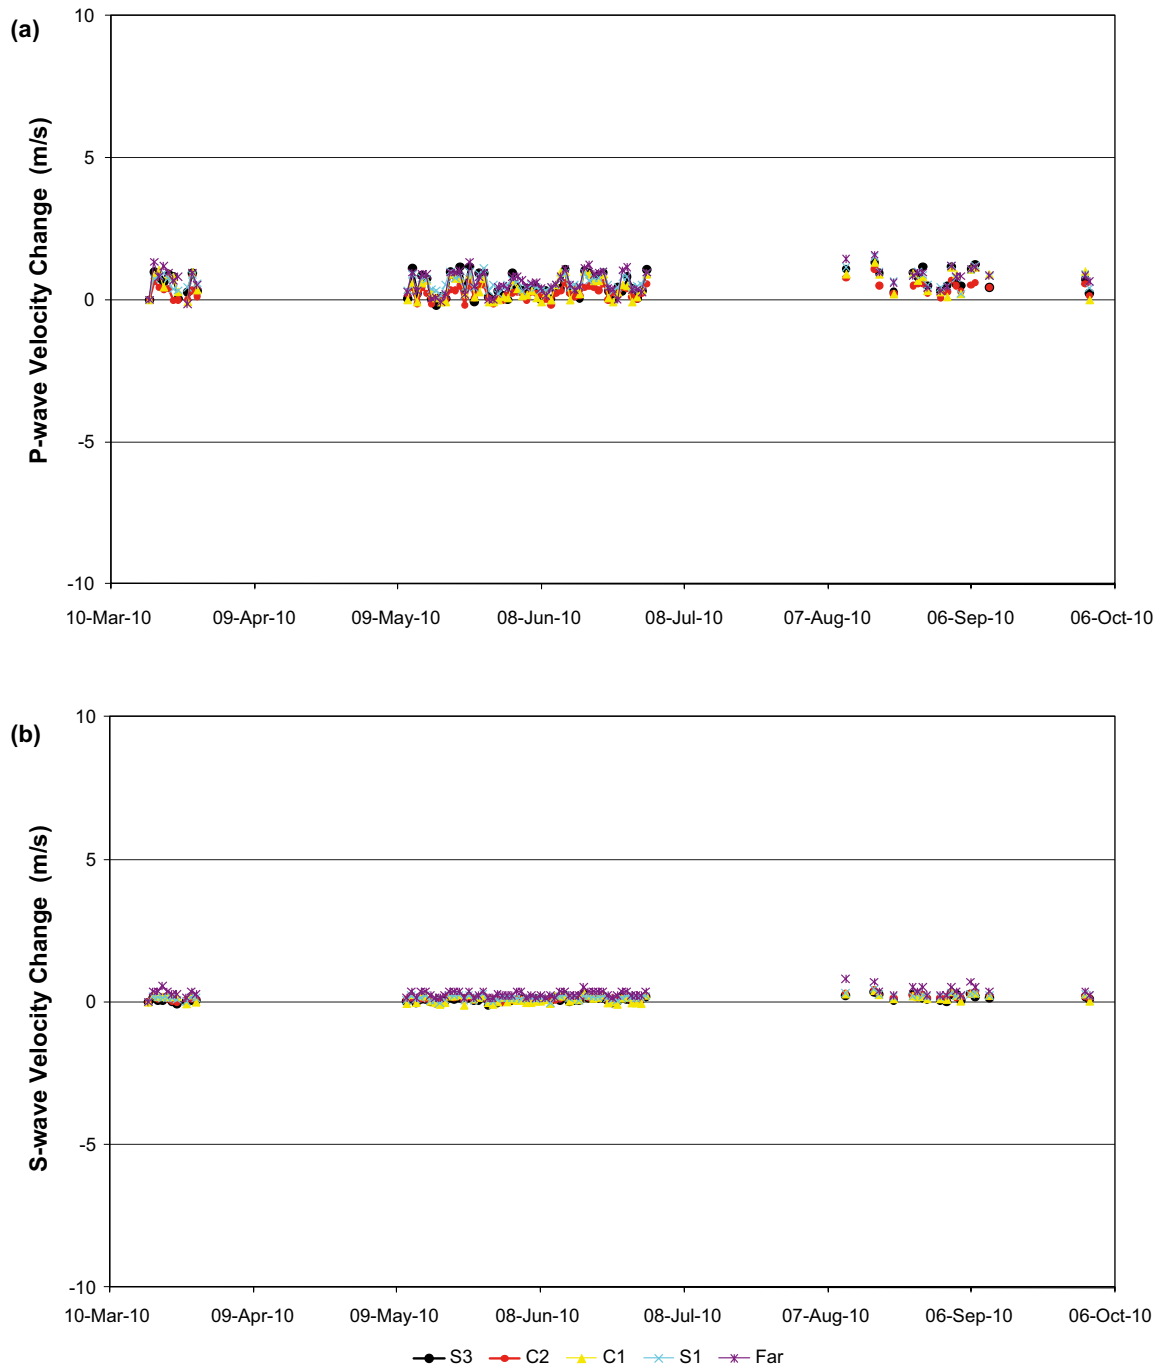 (a)
P-wave Velocity Change (m/s)
10
5
0
-5
-10
10-Mar-10 09-Apr-10 09-May-10 08-Jun-10 08-Jul-10 07-Aug-10 06-Sep-10 06-Oct-10
(b)
S-wave Velocity Change (m/s)
10
5
0
-5
-10
10-Mar-10 09-Apr-10 09-May-10 08-Jun-10 08-Jul-10 07-Aug-10 06-Sep-10 06-Oct-10
S3 C2 C1 S1 Far